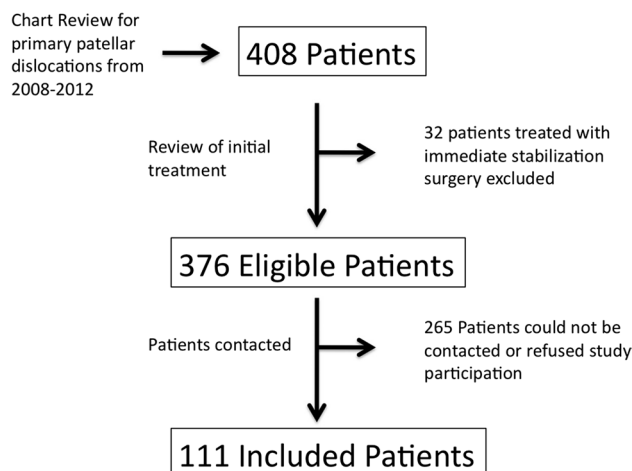 Chart Review for
primary patellar
dislocations from
2008-2012
408 Patients
Review of initial
treatment
32 patients treated with
immediate stabilization
surgery excluded
376 Eligible Patients
Patients contacted
265 Patients could not be
contacted or refused study
participation
111 Included Patients